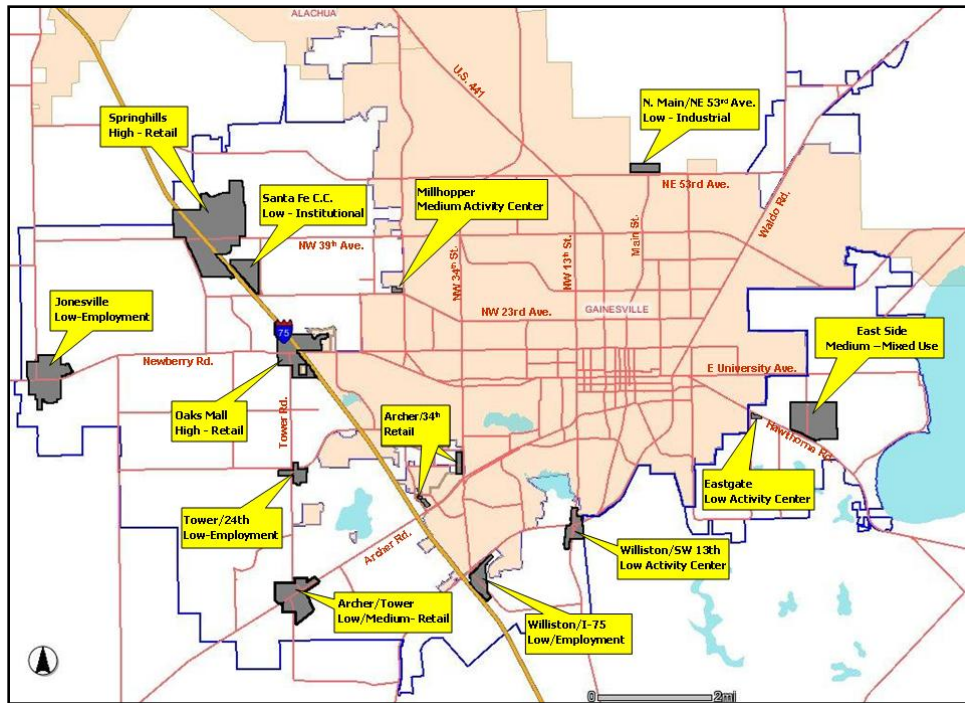 ALACHUA
U.S. 441
Springhills
High - Retail
N. Main/NE 53rd Ave.
Low - Industrial
Santa Fe C.C.
Low - Institutional
Millhopper
Medium Activity Center
NE 53rd Ave.
Waldo Rd.
NW 39th Ave.
NW 34th St.
NW 13th St.
Main St.
Jonesville
Low-Employment
75
NW 23rd Ave.
GAINESVILLE
East Side
Medium –Mixed Use
Newberry Rd.
E University Ave.
Oaks Mall
High - Retail
Tower Rd.
Archer/34th
Retail
Hawthorne Rd.
Eastgate
Low Activity Center
Tower/24th
Low-Employment
Archer Rd.
Williston/SW 13th
Low Activity Center
Archer/Tower
Low/Medium- Retail
Williston/I-75
Low/Employment
0 2mi